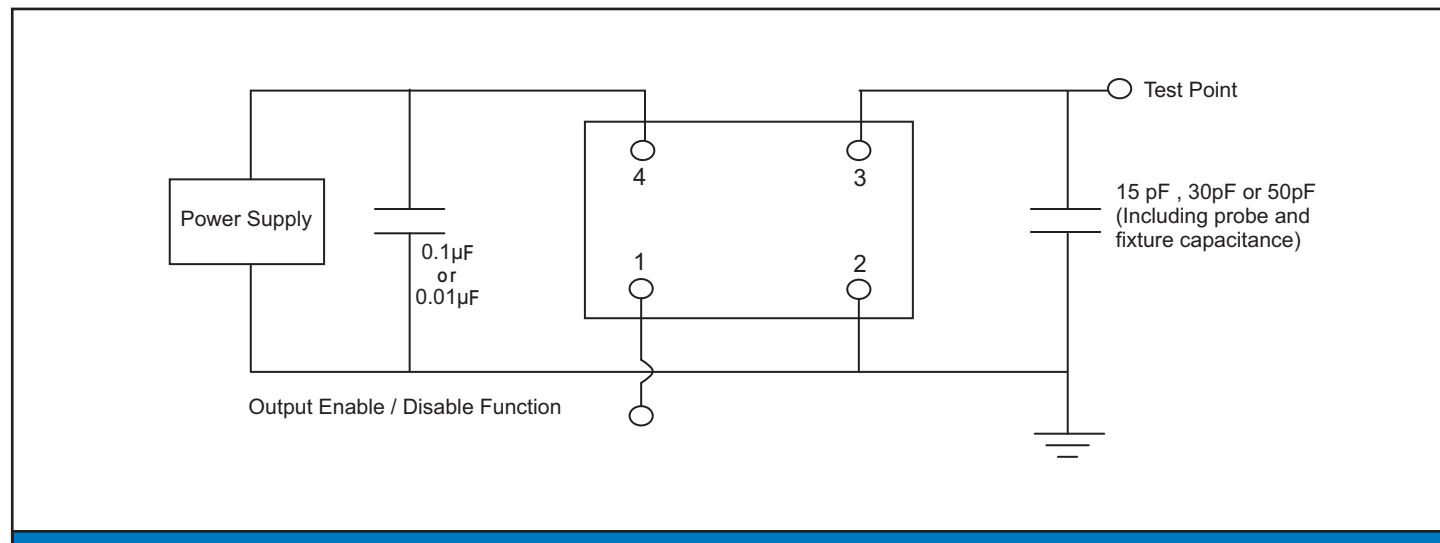 Test Point
4
3
Power Supply
15 pF , 30pF or 50pF
(Including probe and
fixture capacitance)
0.1µF
or
0.01µF
1
2
Output Enable / Disable Function